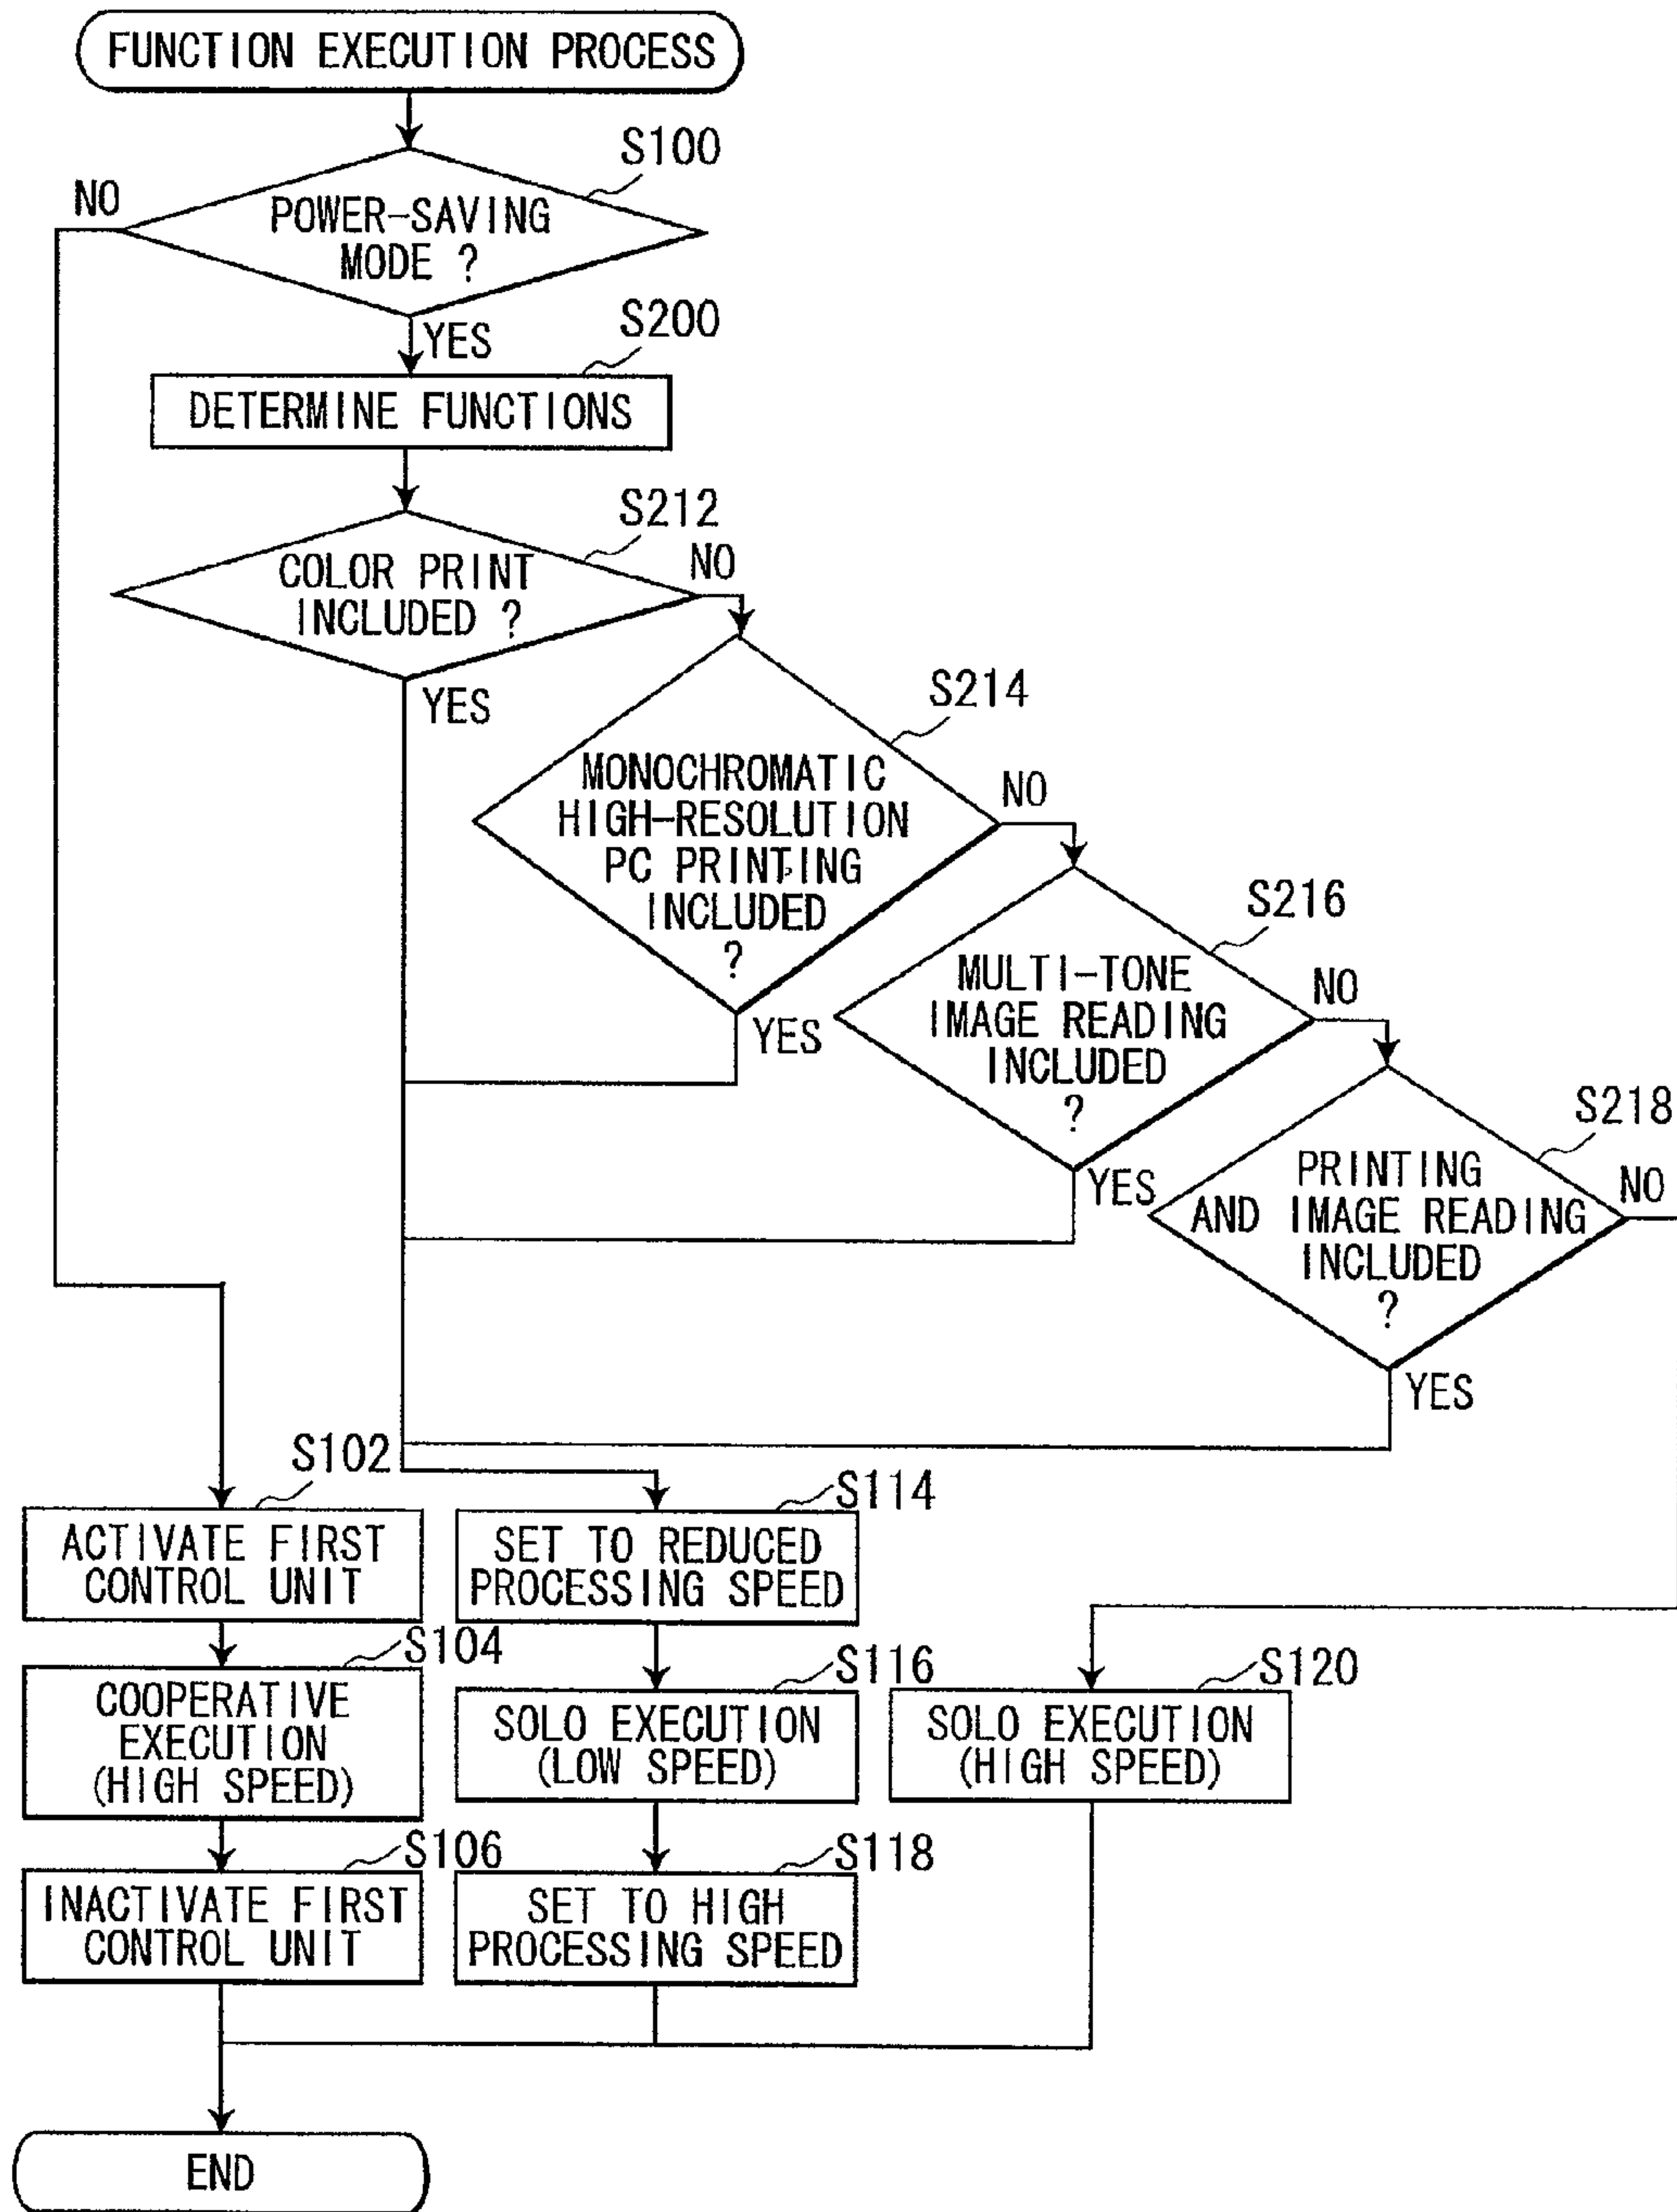 FUNCTION EXECUTION PROCESS
S100
NO
POWER-SAVING
MODE ?
YES
S200
DETERMINE FUNCTIONS
S212
COLOR PRINT
INCLUDED ?
NO
YES
S214
MONOCHROMATIC
HIGH-RESOLUTION
PC PRINTING
INCLUDED
?
NO
YES
S216
MULTI-TONE
IMAGE READING
INCLUDED
?
NO
YES
S218
PRINTING
AND IMAGE READING
INCLUDED
?
NO
YES
S102
ACTIVATE FIRST
CONTROL UNIT
S104
COOPERATIVE
EXECUTION
(HIGH SPEED)
S106
INACTIVATE FIRST
CONTROL UNIT
S114
SET TO REDUCED
PROCESSING SPEED
S116
SOLO EXECUTION
(LOW SPEED)
S118
SET TO HIGH
PROCESSING SPEED
S120
SOLO EXECUTION
(HIGH SPEED)
END